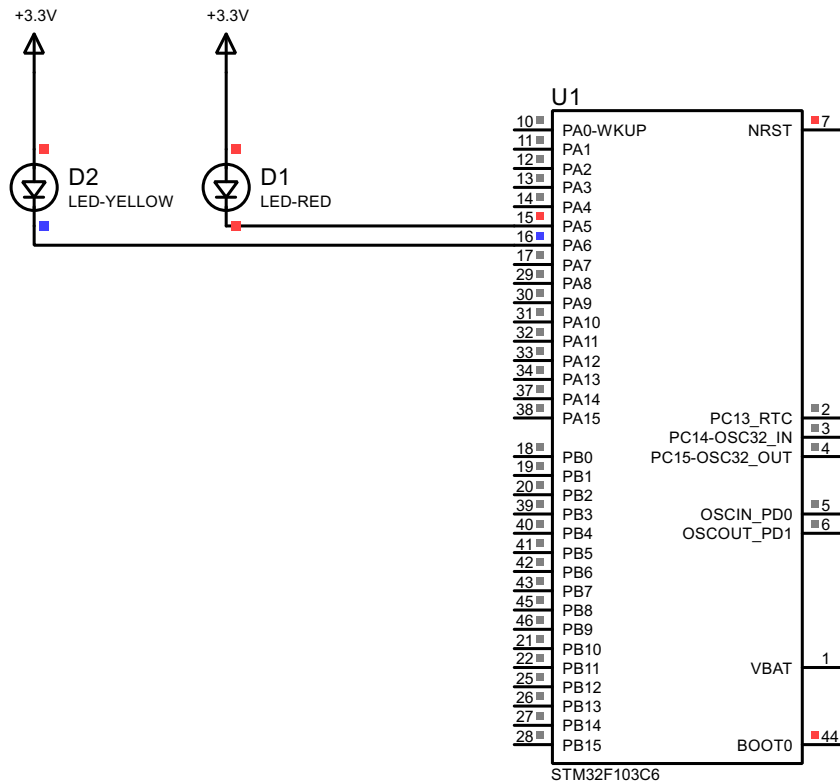 +3.3V +3.3V
D2
LED-YELLOW
D1
LED-RED
U1
10 PA0-WKUP
11 PA1
12 PA2
13 PA3
14 PA4
15 PA5
16 PA6
17 PA7
29 PA8
30 PA9
31 PA10
32 PA11
33 PA12
34 PA13
37 PA14
38 PA15
18 PB0
19 PB1
20 PB2
39 PB3
40 PB4
41 PB5
42 PB6
43 PB7
45 PB8
46 PB9
21 PB10
22 PB11
25 PB12
26 PB13
27 PB14
28 PB15
NRST 7
PC13_RTC 2
PC14-OSC32_IN 3
PC15-OSC32_OUT 4
OSCIN_PD0 5
OSCOUT_PD1 6
VBAT 1
BOOT0 44
STM32F103C6